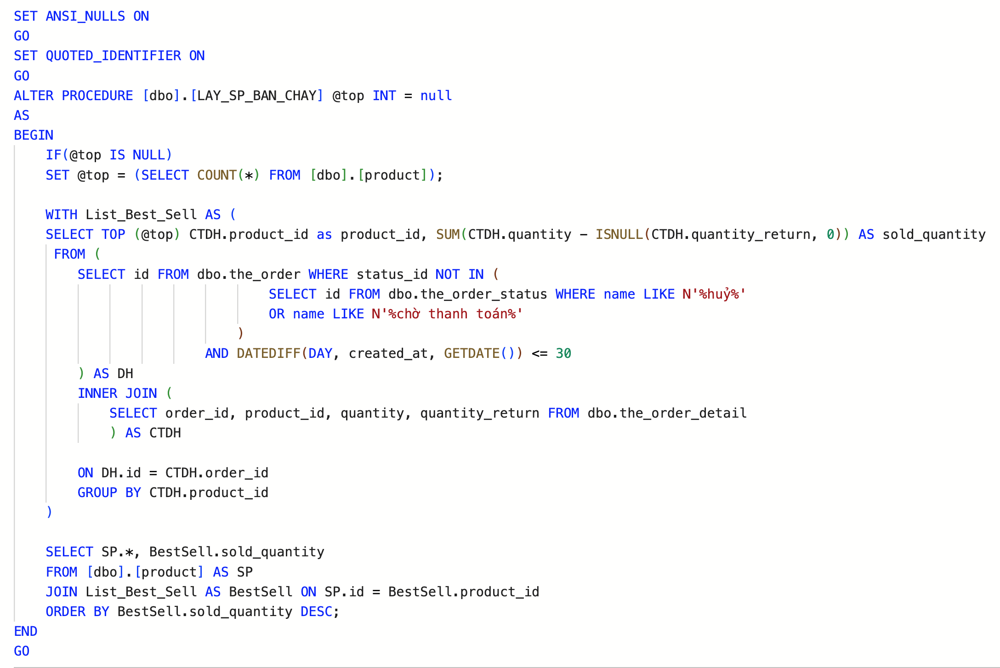 SET ANSI_NULLS ON
GO
SET QUOTED_IDENTIFIER ON
GO
ALTER PROCEDURE [dbo].[LAY_SP_BAN_CHAY] @top INT = null
AS
BEGIN
IF(@top IS NULL)
SET @top = (SELECT COUNT(*) FROM [dbo].[product]);
WITH List_Best_Sell AS (
SELECT TOP (@top) CTDH.product_id as product_id, SUM(CTDH.quantity - ISNULL(CTDH.quantity_return, 0)) AS sold_quantity
FROM (
SELECT id FROM dbo.the_order WHERE status_id NOT IN (
SELECT id FROM dbo.the_order_status WHERE name LIKE N'%huỷ%'
OR name LIKE N'%chờ thanh toán%'
)
AND DATEDIFF(DAY, created_at, GETDATE()) <= 30
) AS DH
INNER JOIN (
SELECT order_id, product_id, quantity, quantity_return FROM dbo.the_order_detail
) AS CTDH
ON DH.id = CTDH.order_id
GROUP BY CTDH.product_id
)
SELECT SP.*, BestSell.sold_quantity
FROM [dbo].[product] AS SP
JOIN List_Best_Sell AS BestSell ON SP.id = BestSell.product_id
ORDER BY BestSell.sold_quantity DESC;
END
GO